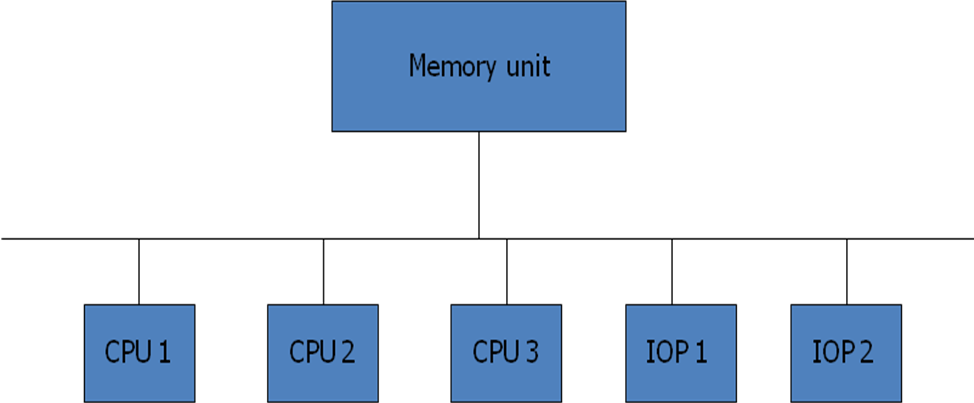 Memory unit
CPU 1
CPU 2
CPU 3
IOP 1
IOP 2